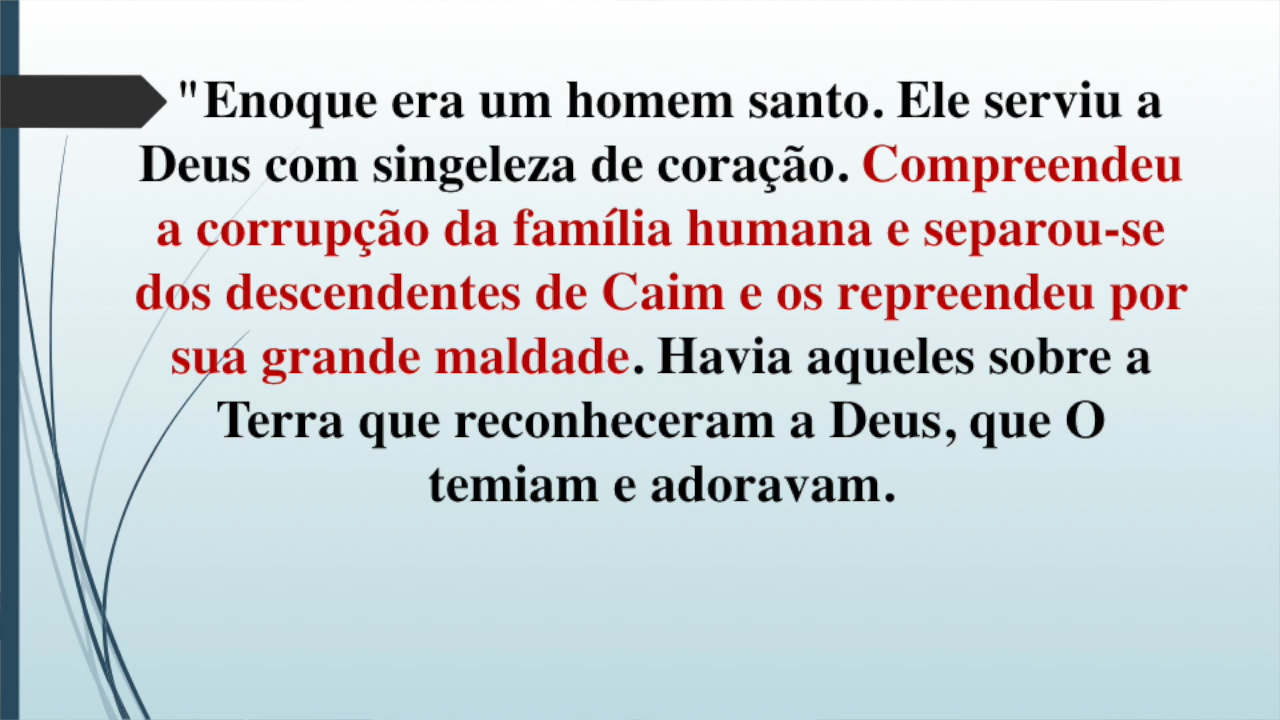 "Enoque era um homem santo. Ele serviu a
Deus com singeleza de coração. Compreendeu
a corrupção da família humana e separou-se
dos descendentes de Caim e os repreendeu por
sua grande maldade. Havia aqueles sobre a
Terra que reconheceram a Deus, que O
temiam e adoravam.